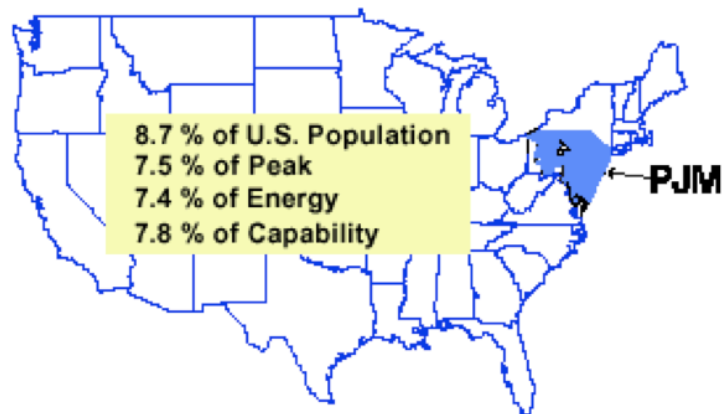 8.7 % of U.S. Population
7.5 % of Peak
7.4 % of Energy
7.8 % of Capability
PJM